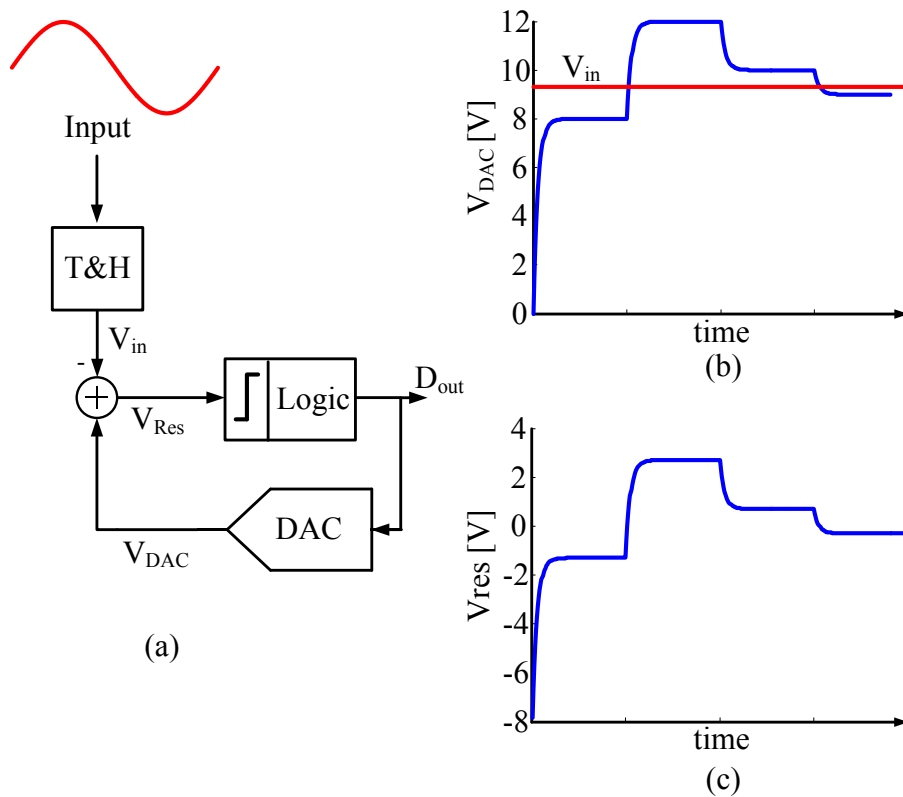 Input
T&H
V_in
-
+
V_Res
Logic
D_out
DAC
V_DAC
(a)
12
10
8
6
4
2
0
V_DAC [V]
V_in
time
(b)
4
2
0
-2
-4
-6
-8
Vres [V]
time
(c)